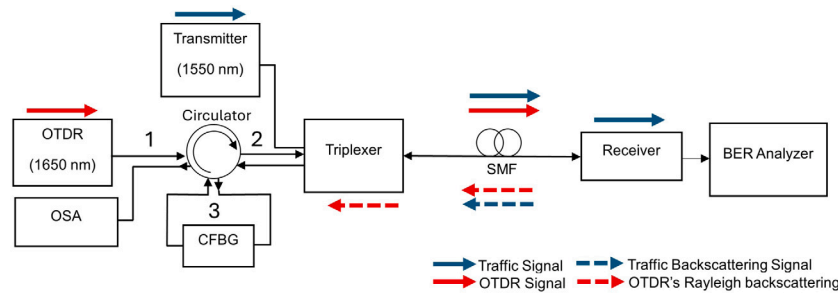 Transmitter
(1550 nm)
OTDR
(1650 nm)
1
Circulator
2
Triplexer
SMF
Receiver
BER Analyzer
OSA
3
CFBG
Traffic Signal
Traffic Backscattering Signal
OTDR Signal
OTDR's Rayleigh backscattering